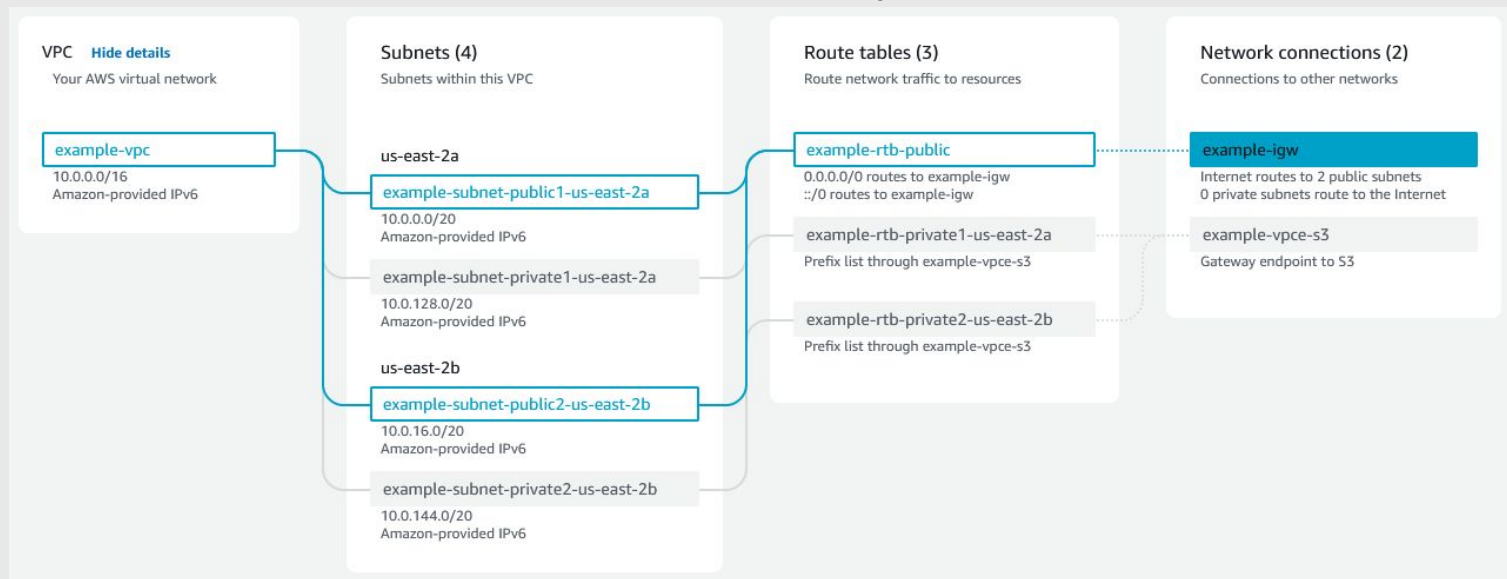 VPC Hide details
Your AWS virtual network
example-vpc
10.0.0.0/16
Amazon-provided IPv6
Subnets (4)
Subnets within this VPC
us-east-2a
example-subnet-public1-us-east-2a
10.0.0.0/20
Amazon-provided IPv6
example-subnet-private1-us-east-2a
10.0.128.0/20
Amazon-provided IPv6
us-east-2b
example-subnet-public2-us-east-2b
10.0.16.0/20
Amazon-provided IPv6
example-subnet-private2-us-east-2b
10.0.144.0/20
Amazon-provided IPv6
Route tables (3)
Route network traffic to resources
example-rtb-public
0.0.0.0/0 routes to example-igw
::/0 routes to example-igw
example-rtb-private1-us-east-2a
Prefix list through example-vpce-s3
example-rtb-private2-us-east-2b
Prefix list through example-vpce-s3
Network connections (2)
Connections to other networks
example-igw
Internet routes to 2 public subnets
0 private subnets route to the Internet
example-vpce-s3
Gateway endpoint to S3